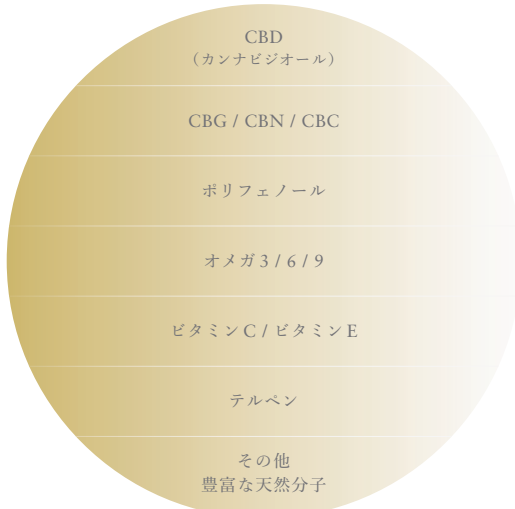 CBD
（カンナビジオール）
CBG / CBN / CBC
ポリフェノール
オメガ 3 / 6 / 9
ビタミン C / ビタミン E
テルペン
その他
豊富な天然分子